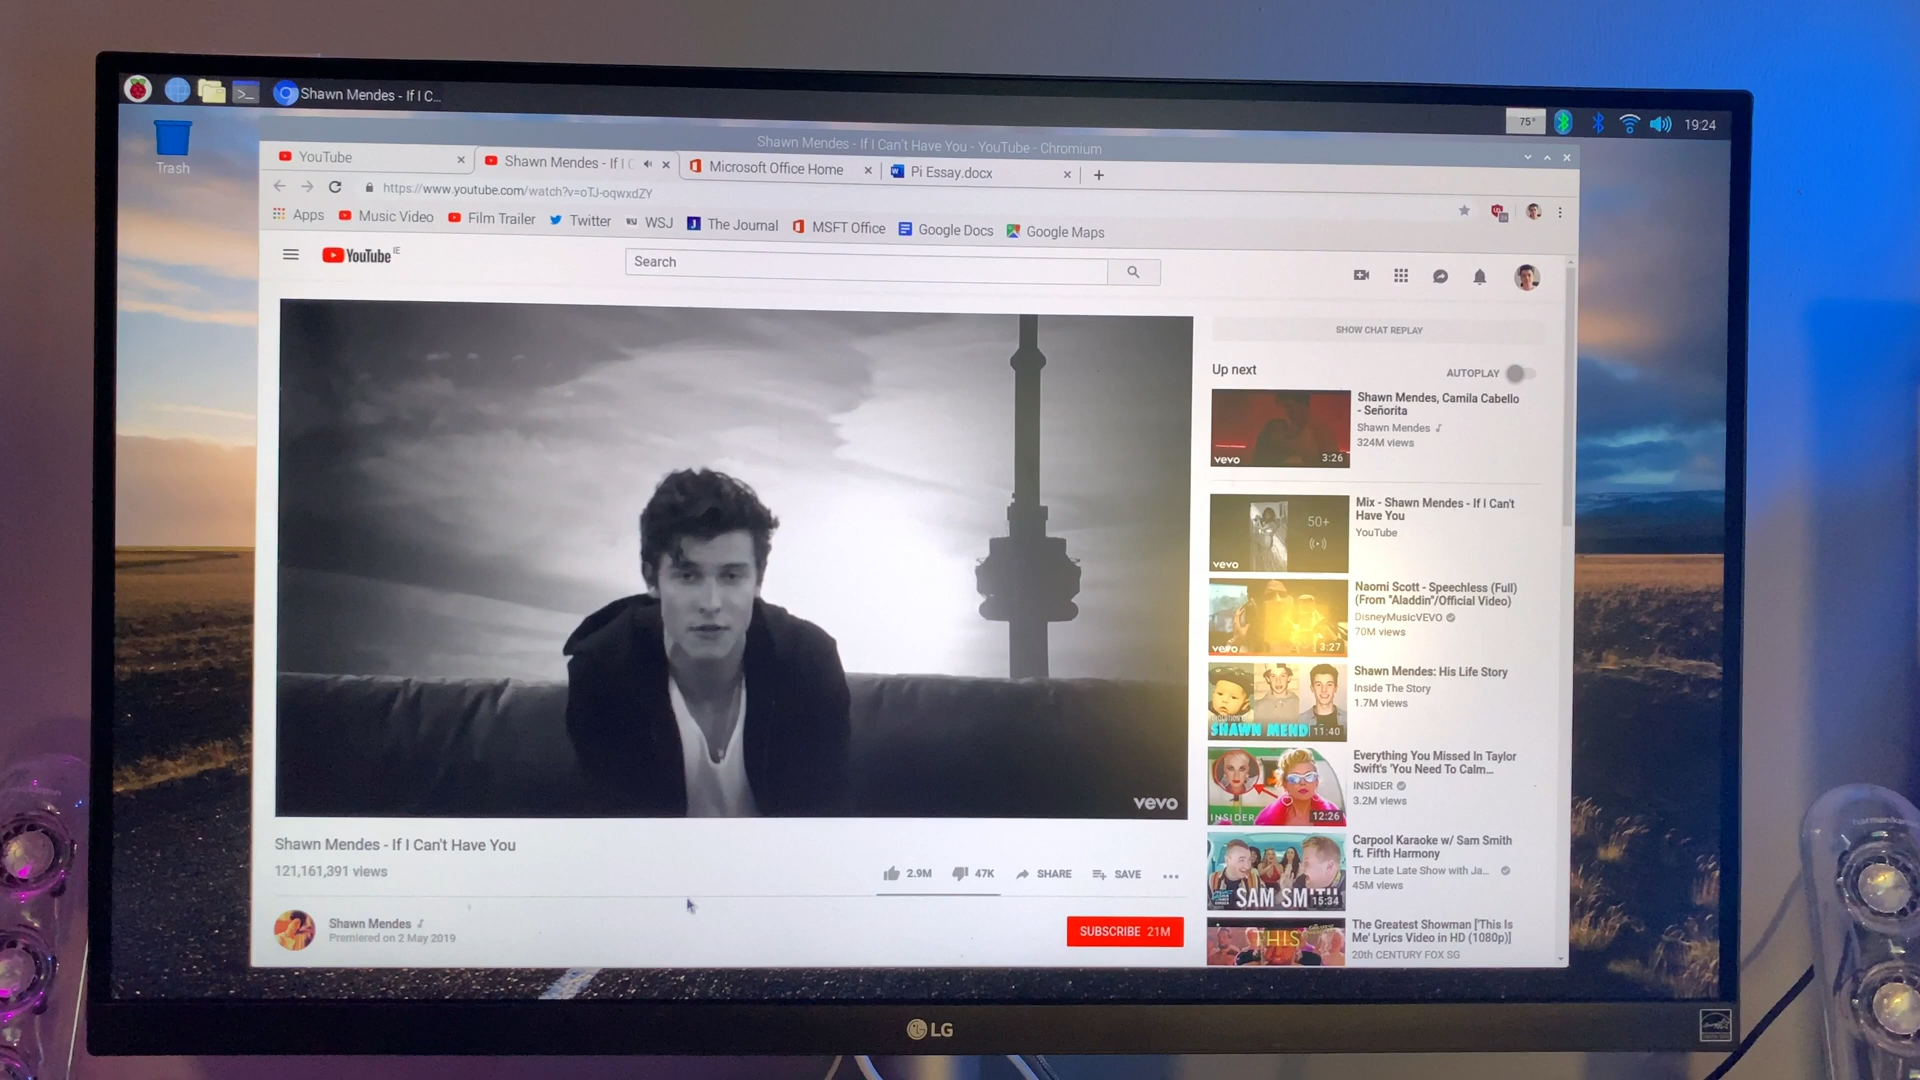 Shawn Mendes - If I C...
75°
19:24
Trash
Shawn Mendes - If I Can't Have You - YouTube - Chromium
YouTube
Shawn Mendes - If I C
Microsoft Office Home
Pi Essay.docx
https://www.youtube.com/watch?v=oTJ-oqwxdZY
Apps
Music Video
Film Trailer
Twitter
WSJ
WSJ
The Journal
MSFT Office
Google Docs
Google Maps
YouTube IE
Search
SHOW CHAT REPLAY
Up next
AUTOPLAY
vevo
3:26
Shawn Mendes, Camila Cabello
- Señorita
Shawn Mendes
324M views
50+
vevo
Mix - Shawn Mendes - If I Can't
Have You
YouTube
vevo
3:27
Naomi Scott - Speechless (Full)
(From "Aladdin"/Official Video)
DisneyMusicVEVO
70M views
SHAWN MEND
11:40
Shawn Mendes: His Life Story
Inside The Story
1.7M views
INSIDER
12:26
Everything You Missed In Taylor
Swift's 'You Need To Calm...
INSIDER
3.2M views
SAM SMITH
15:34
Carpool Karaoke w/ Sam Smith
ft. Fifth Harmony
The Late Late Show with Ja...
45M views
THIS
The Greatest Showman ['This Is
Me' Lyrics Video in HD (1080p)]
20th CENTURY FOX SG
vevo
Shawn Mendes - If I Can't Have You
121,161,391 views
2.9M
47K
SHARE
SAVE
Shawn Mendes
Premiered on 2 May 2019
SUBSCRIBE 21M
LG